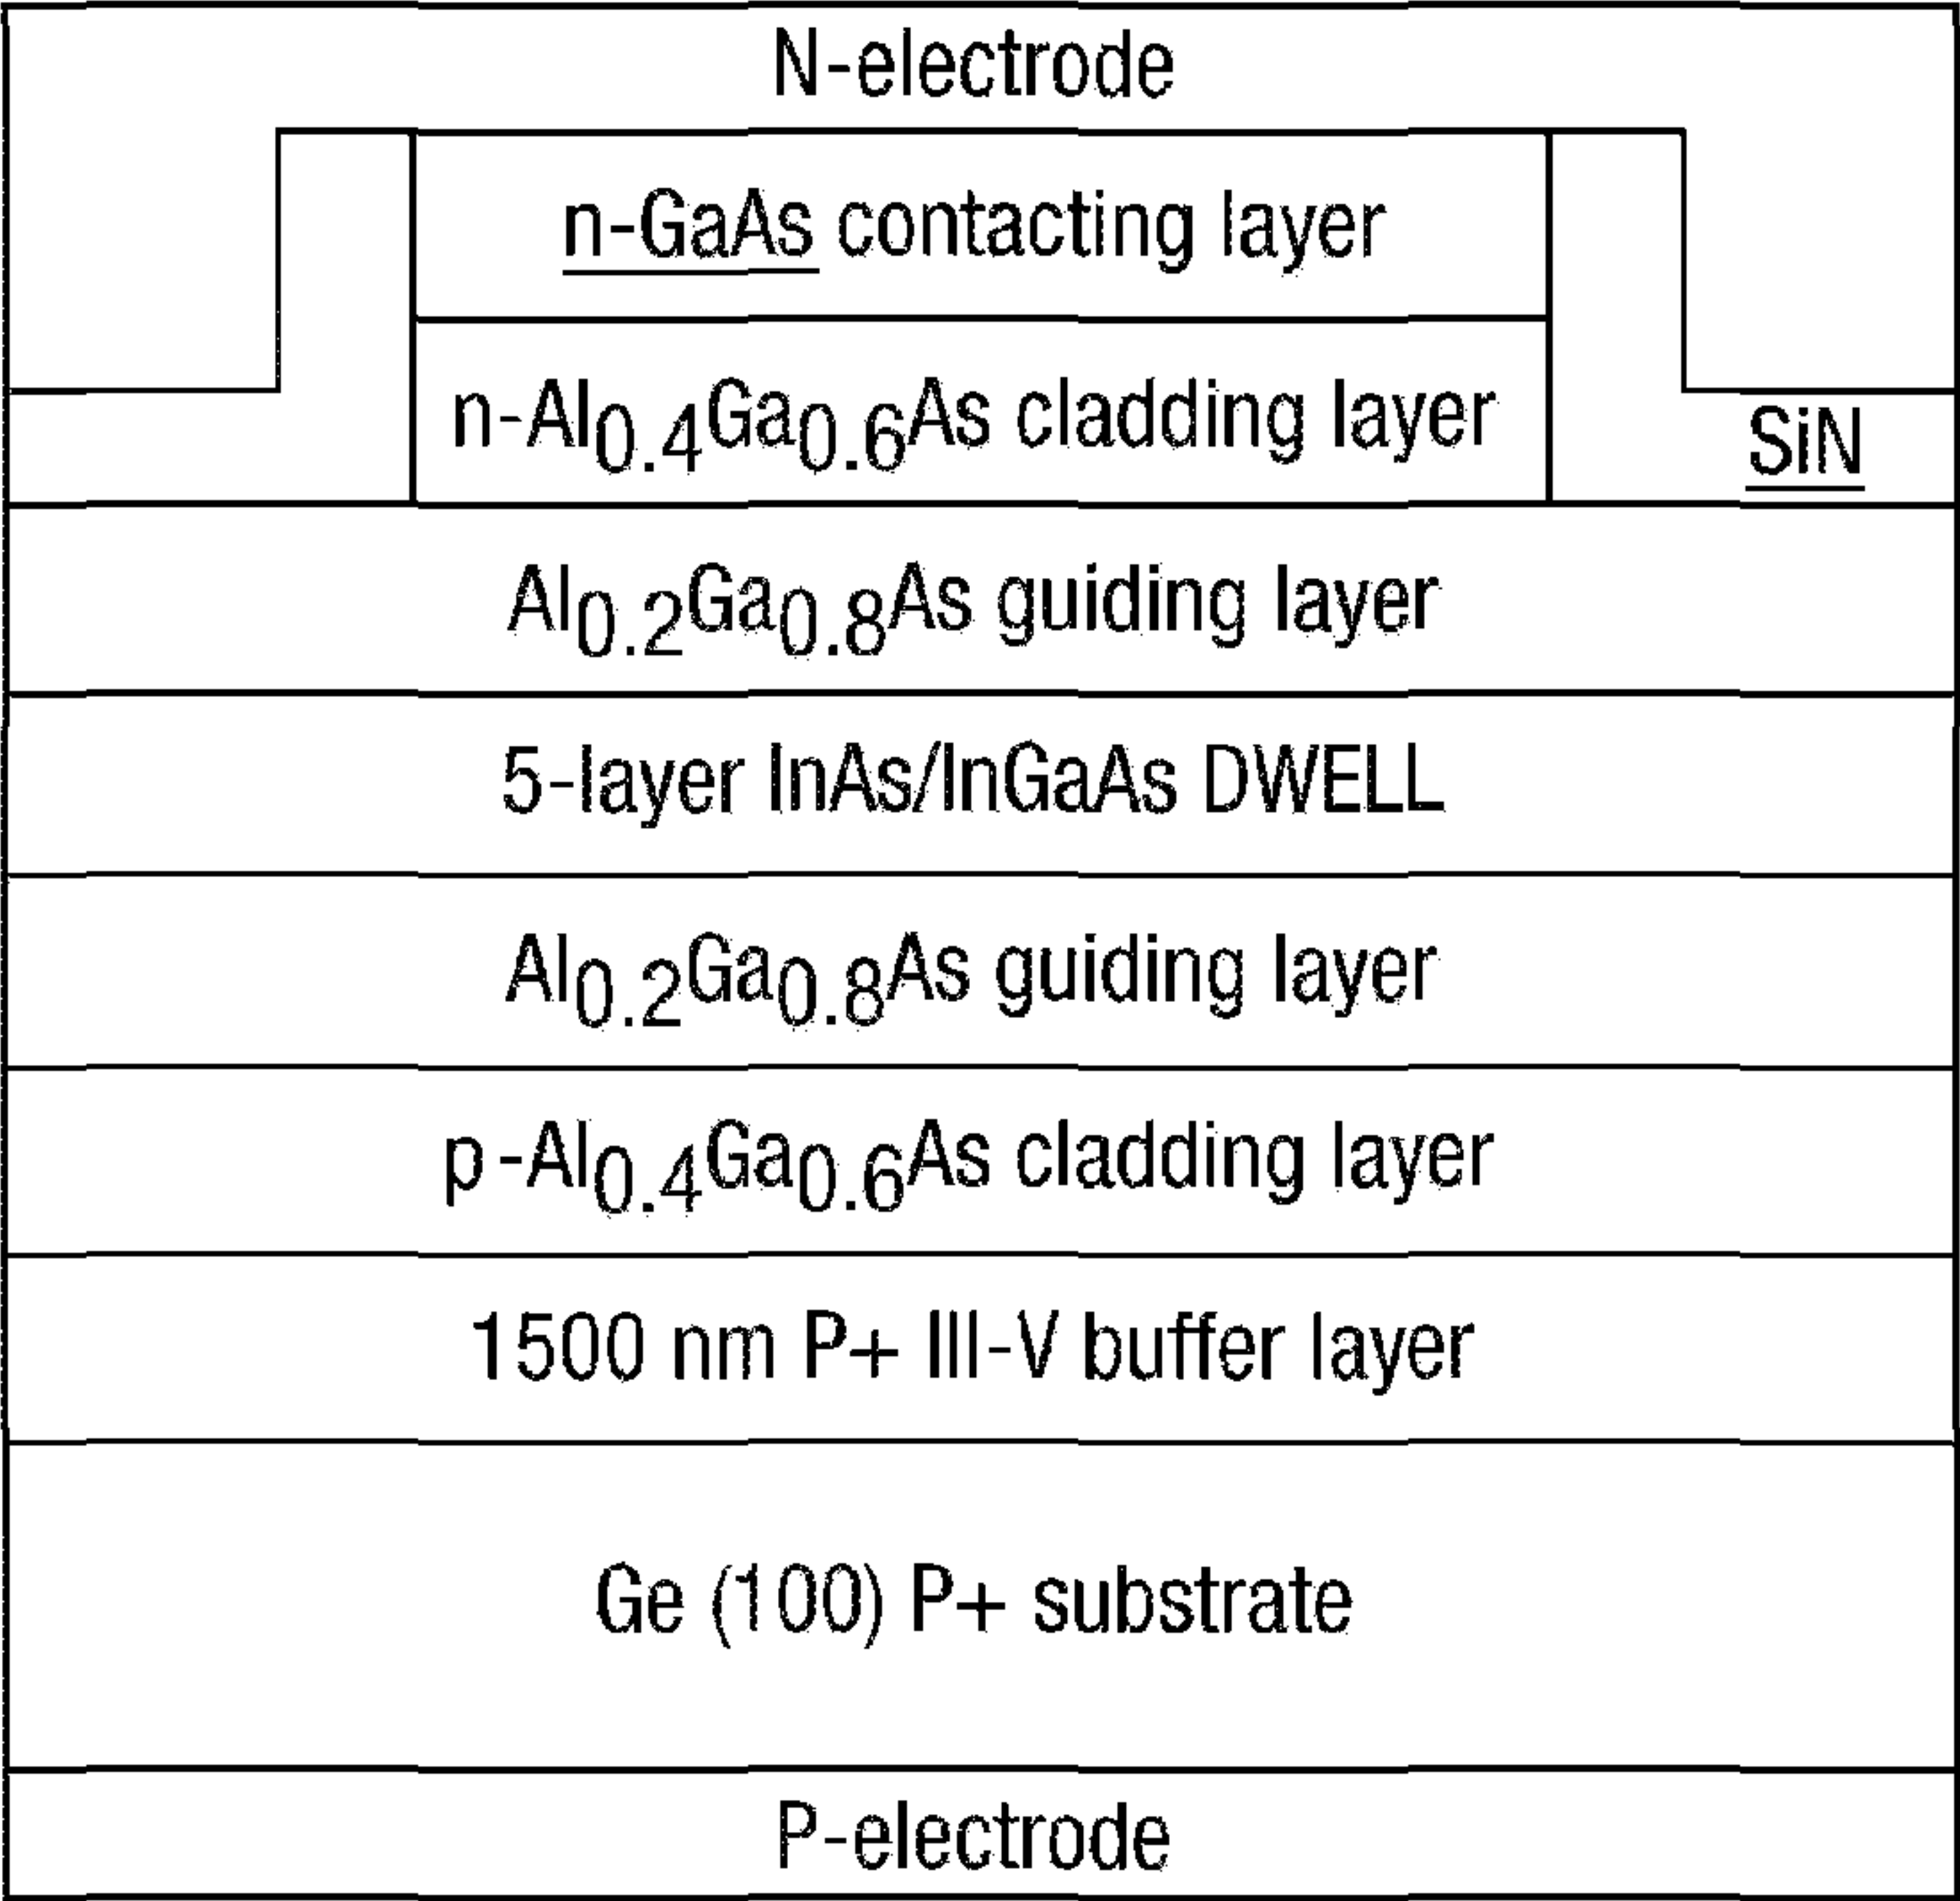 N-electrode
n-GaAs contacting layer
n-Al0.4Ga0.6As cladding layer
SiN
Al0.2Ga0.8As guiding layer
5-layer InAs/InGaAs DWELL
Al0.2Ga0.8As guiding layer
p-Al0.4Ga0.6As cladding layer
1500 nm P+ III-V buffer layer
Ge (100) P+ substrate
P-electrode